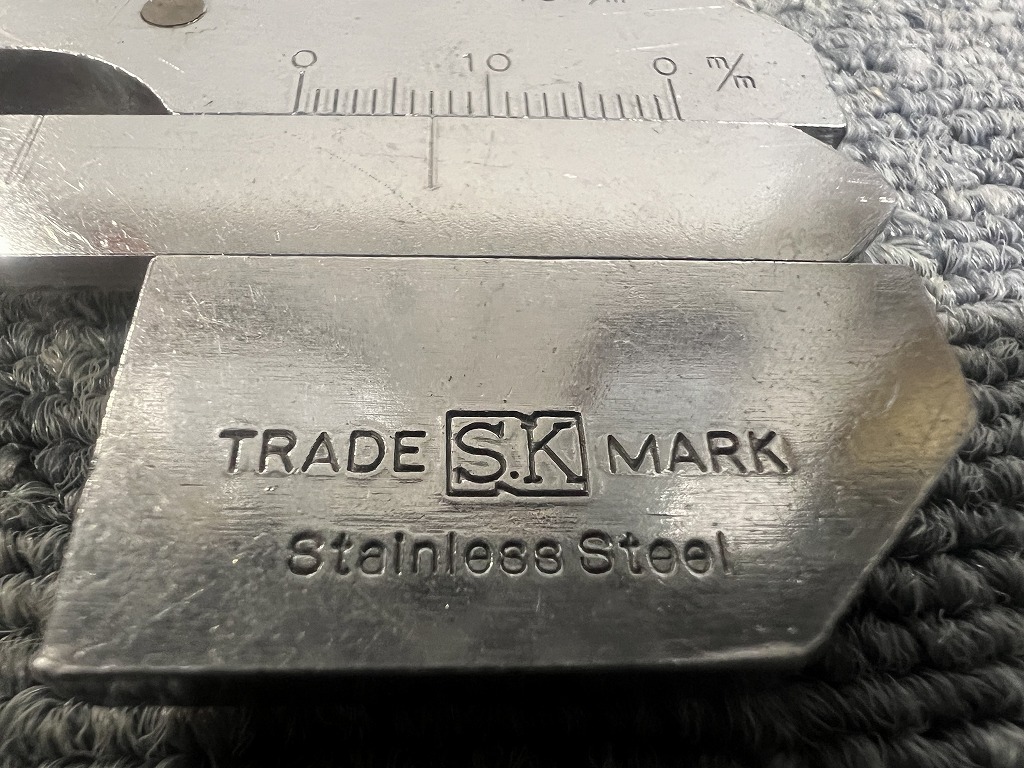 0 10 0 m/m
TRADE S.K MARK
Stainless Steel